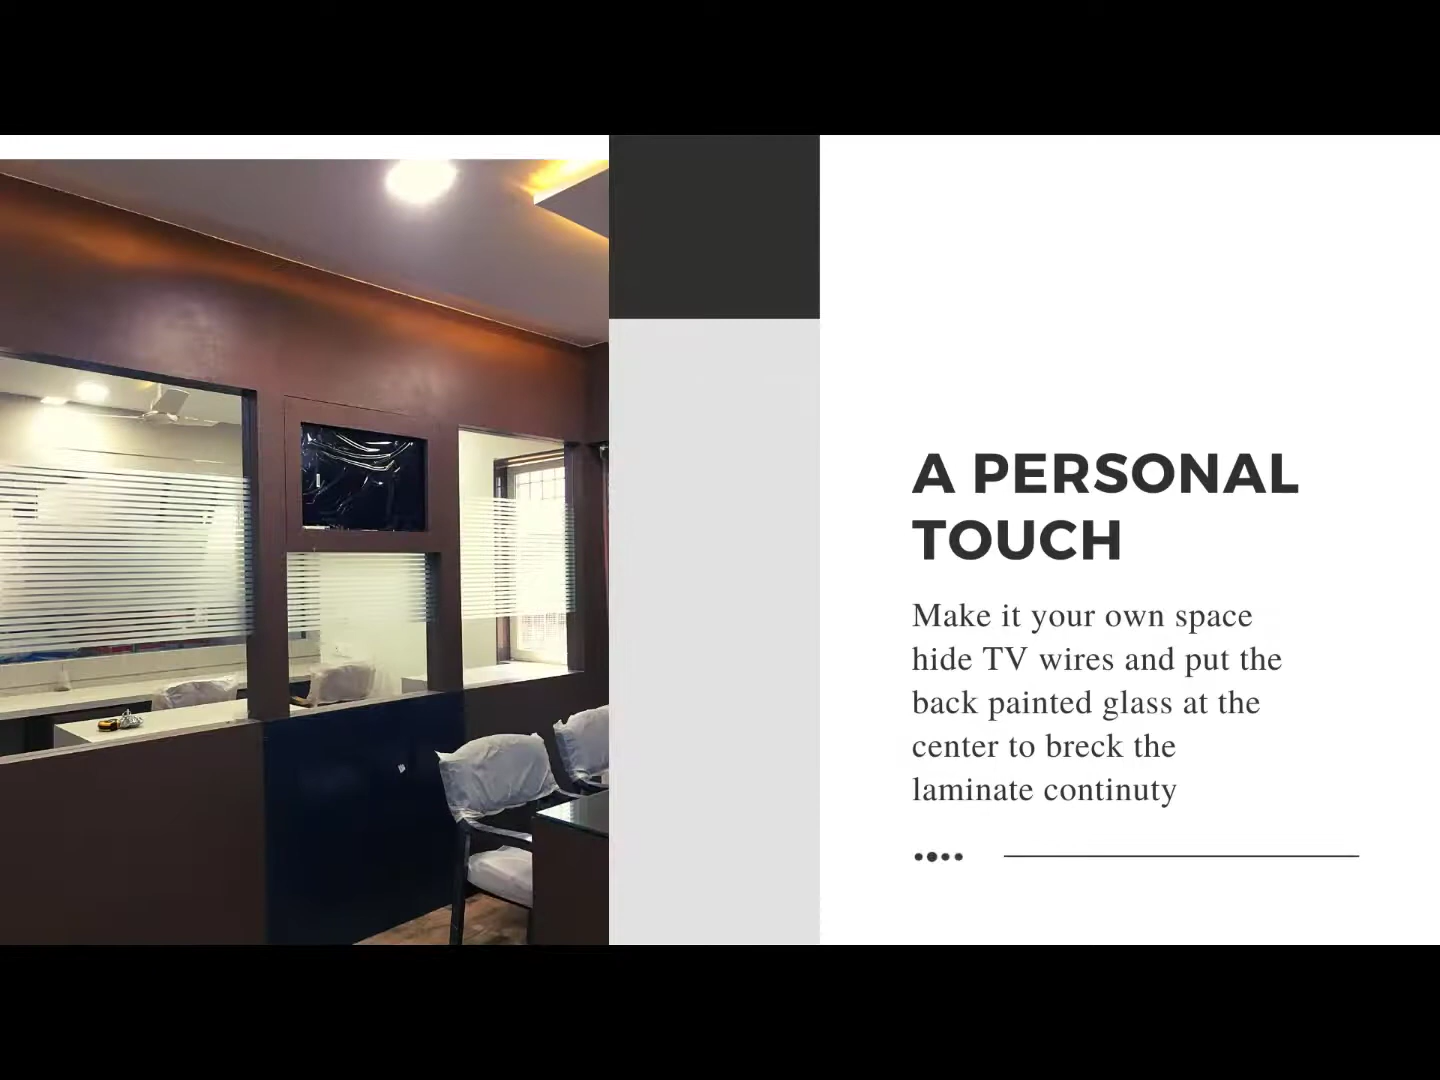 A PERSONAL
TOUCH
Make it your own space
hide TV wires and put the
back painted glass at the
center to breck the
laminate continuty